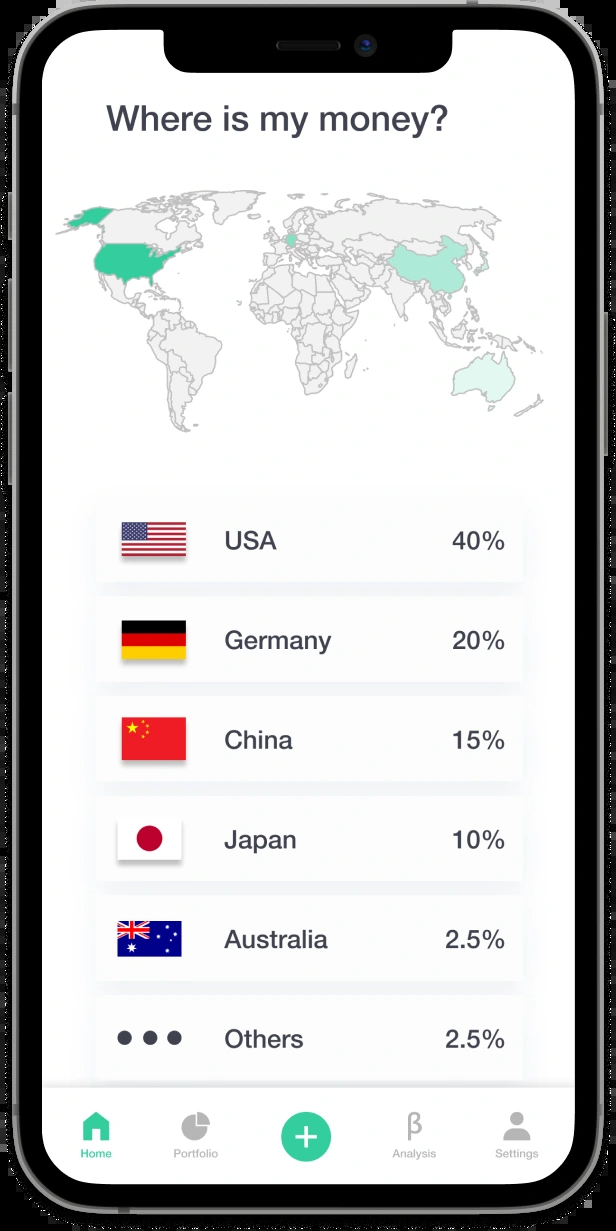 Where is my money?
USA 40%
Germany 20%
China 15%
Japan 10%
Australia 2.5%
Others 2.5%
Home Portfolio β Analysis Settings